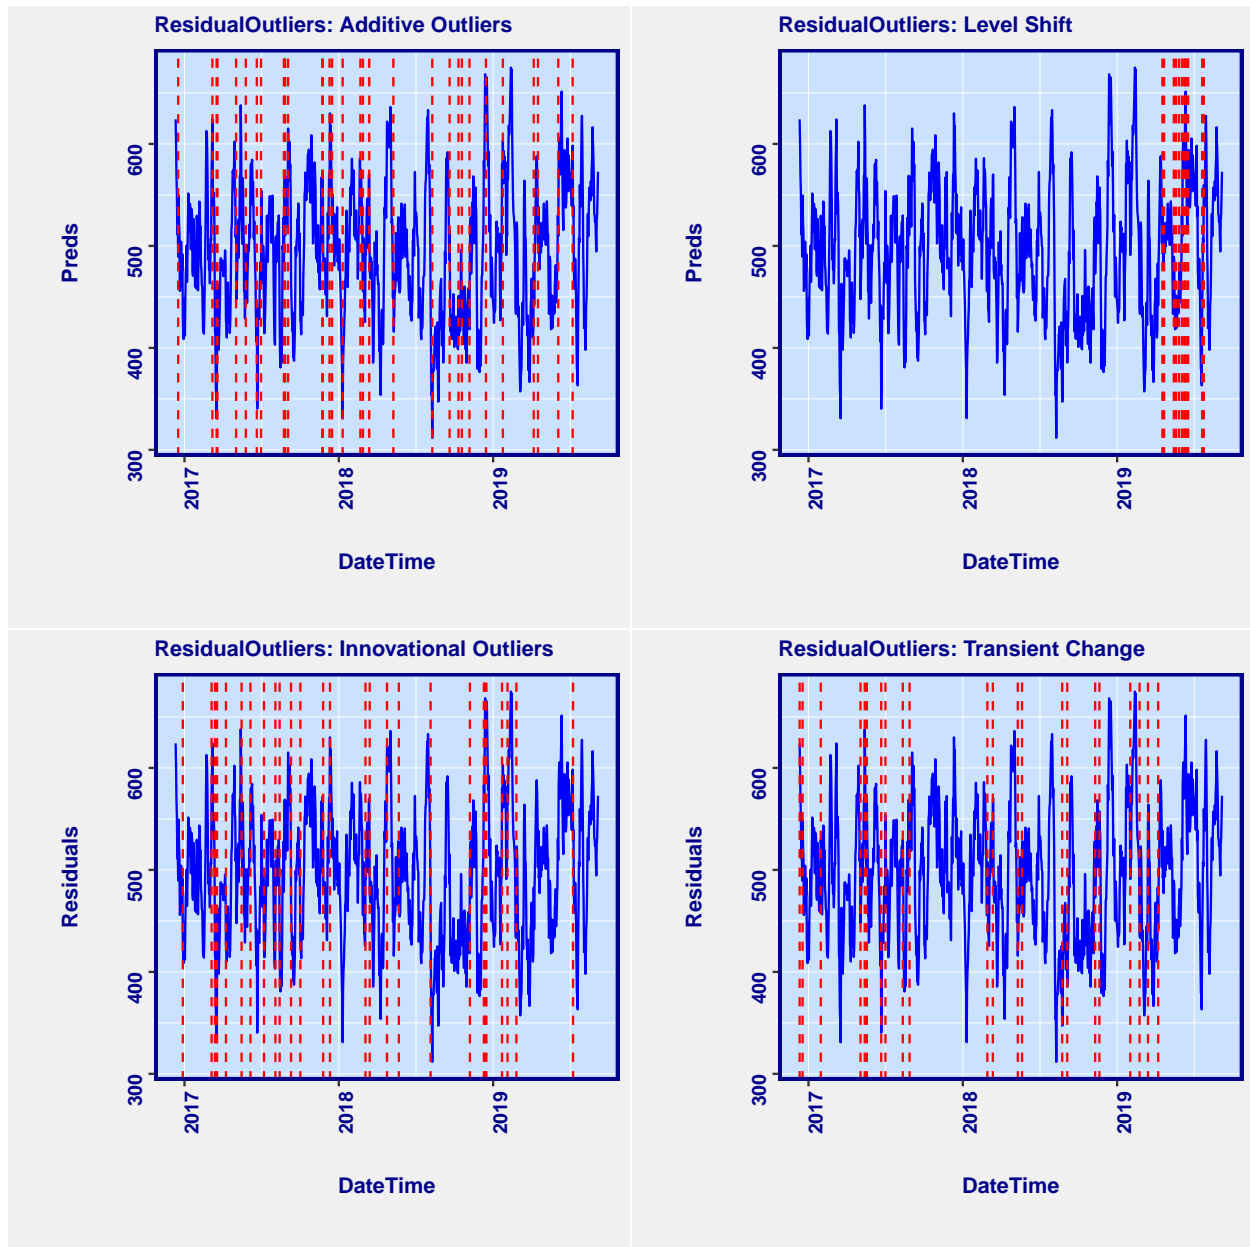 ResidualOutliers: Additive Outliers
Preds
600
500
400
300
2017
2018
2019
DateTime
ResidualOutliers: Level Shift
Preds
600
500
400
300
2017
2018
2019
DateTime
ResidualOutliers: Innovational Outliers
Residuals
600
500
400
300
2017
2018
2019
DateTime
ResidualOutliers: Transient Change
Residuals
600
500
400
300
2017
2018
2019
DateTime